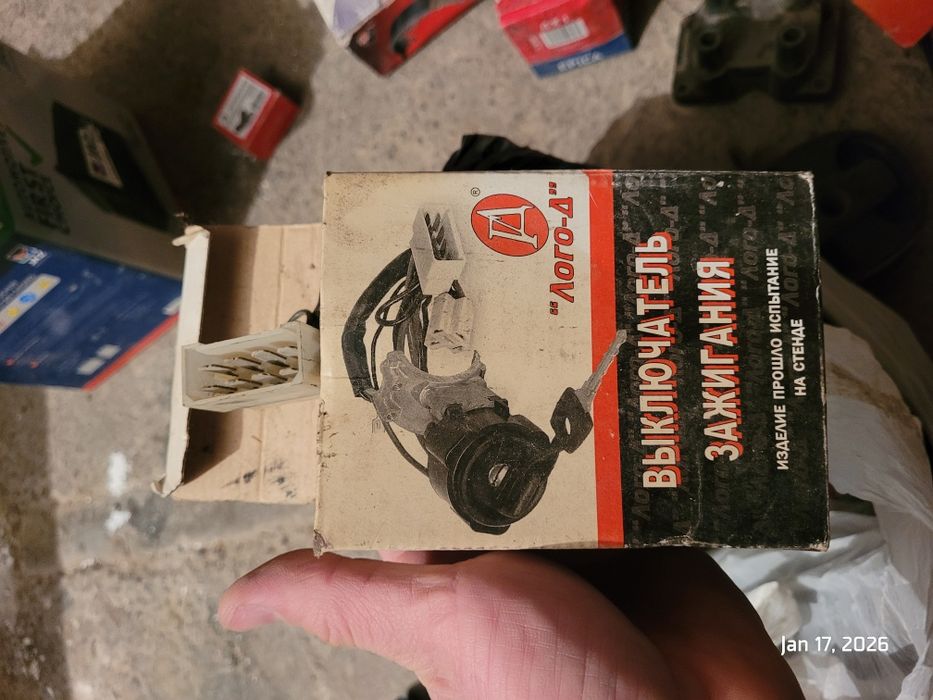 ®
"ЛОГО-Д"
ВЫКЛЮЧАТЕЛЬ
ЗАЖИГАНИЯ
ИЗДЕЛИЕ ПРОШЛО ИСПЫТАНИЕ
НА СТЕНДЕ
Jan 17, 2026